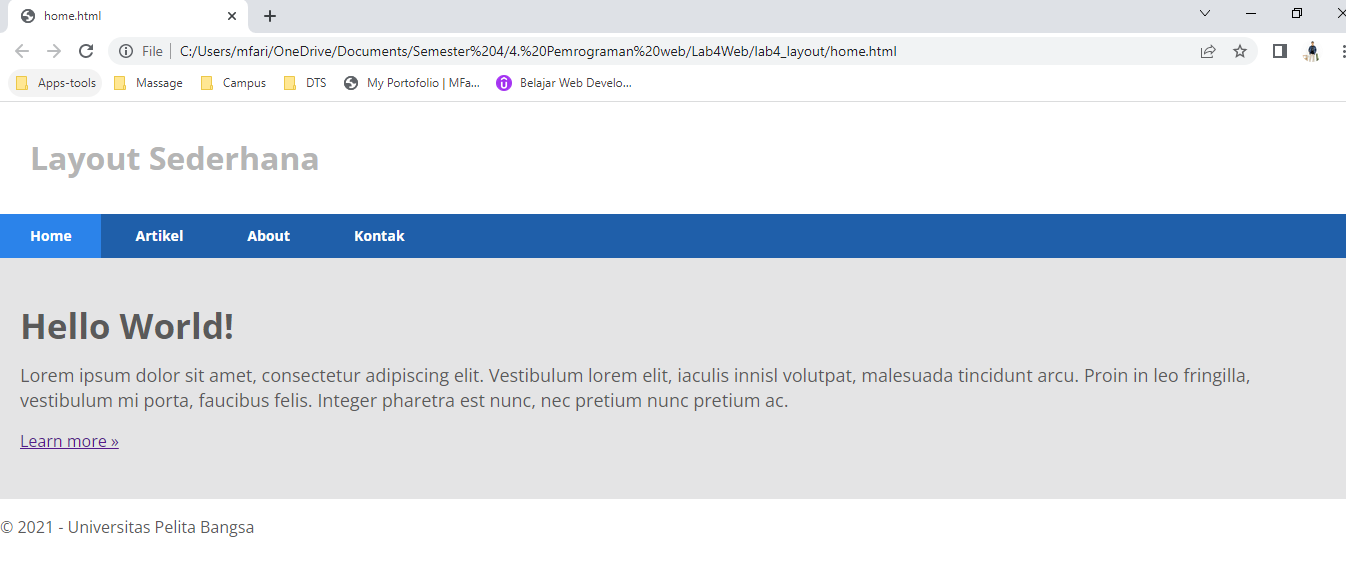 home.html
File | C:/Users/mfari/OneDrive/Documents/Semester%204/4.%20Pemrograman%20web/Lab4Web/lab4_layout/home.html
Apps-tools Massage Campus DTS My Portofolio | MFa... Belajar Web Develo...
Layout Sederhana
Home Artikel About Kontak
Hello World!
Lorem ipsum dolor sit amet, consectetur adipiscing elit. Vestibulum lorem elit, iaculis innisl volutpat, malesuada tincidunt arcu. Proin in leo fringilla,
vestibulum mi porta, faucibus felis. Integer pharetra est nunc, nec pretium nunc pretium ac.
Learn more »
© 2021 - Universitas Pelita Bangsa